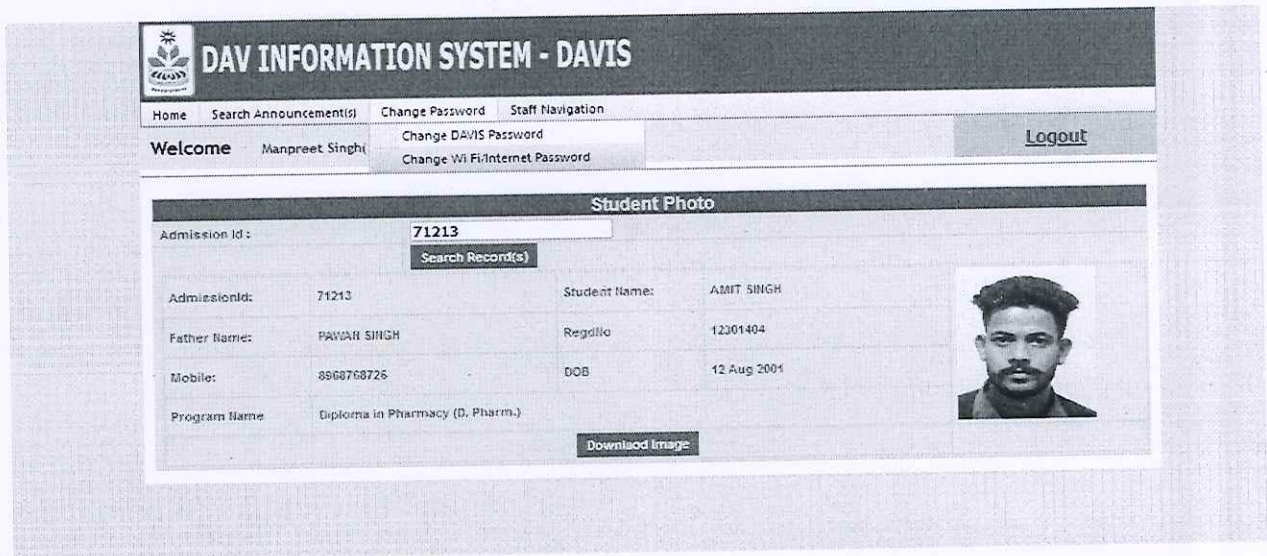 DAV INFORMATION SYSTEM - DAVIS
Home Search Announcement(s) Change Password Staff Navigation
Change DAVIS Password
Welcome Manpreet Singh( Logout
Change Wi Fi/Internet Password
Student Photo
Admission Id : 71213
Search Record(s)
AdmissionId: 71213 Student Name: AMIT SINGH
Father Name: PAWAN SINGH RegdNo 12301404
Mobile: 8968768726 DOB 12 Aug 2001
Program Name Diploma in Pharmacy (D. Pharm.)
Downlaod Image